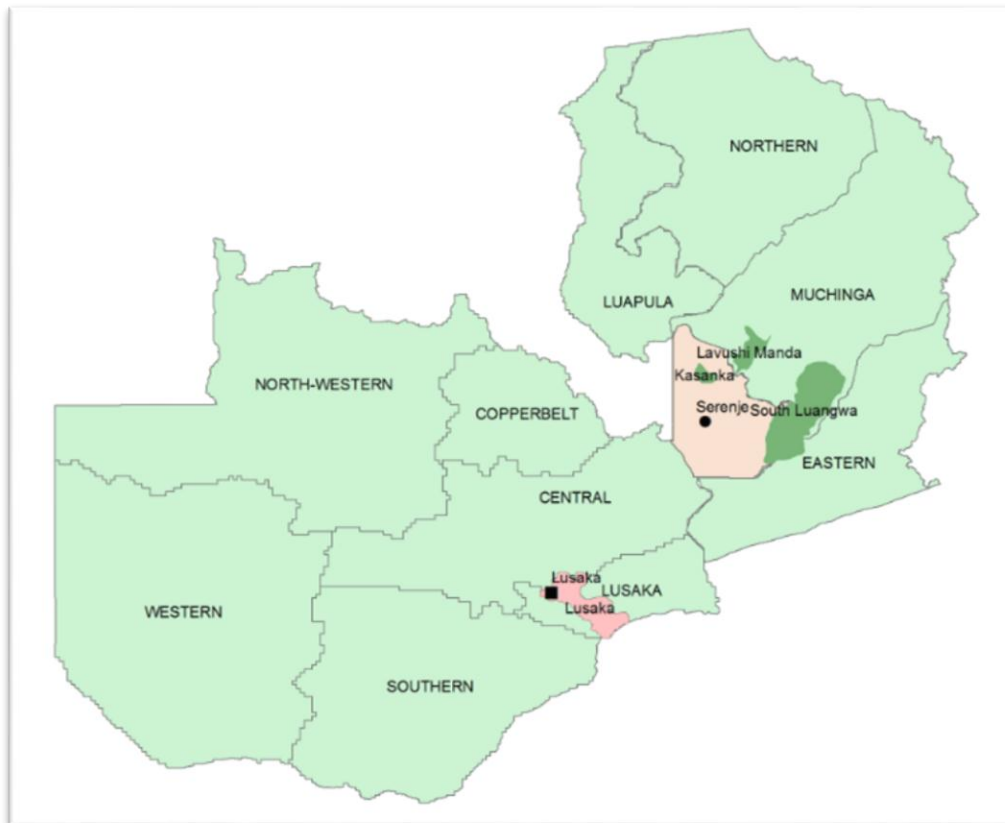 NORTHERN
MUCHINGA
LUAPULA
Lavushi Manda
Kasanka
NORTH-WESTERN
COPPERBELT
Serenje
South Luangwa
EASTERN
CENTRAL
Lusaka
LUSAKA
Lusaka
WESTERN
SOUTHERN